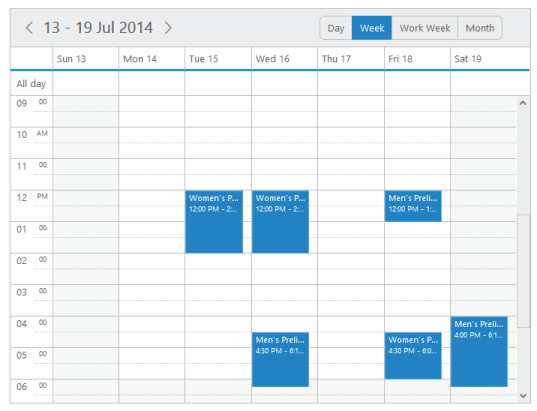 13 - 19 Jul 2014
Day Week Work Week Month
Sun 13 Mon 14 Tue 15 Wed 16 Thu 17 Fri 18 Sat 19
All day
09 00
10 AM
11 00
12 PM
Women's P... Women's P... Men's Preli...
12:00 PM - 2:... 12:00 PM - 2:... 12:00 PM - 1:...
01 00
02 00
03 00
04 00
Men's Preli...
4:00 PM - 6:1...
Men's Preli... Women's P...
4:30 PM - 6:1... 4:30 PM - 6:0...
05 00
06 00